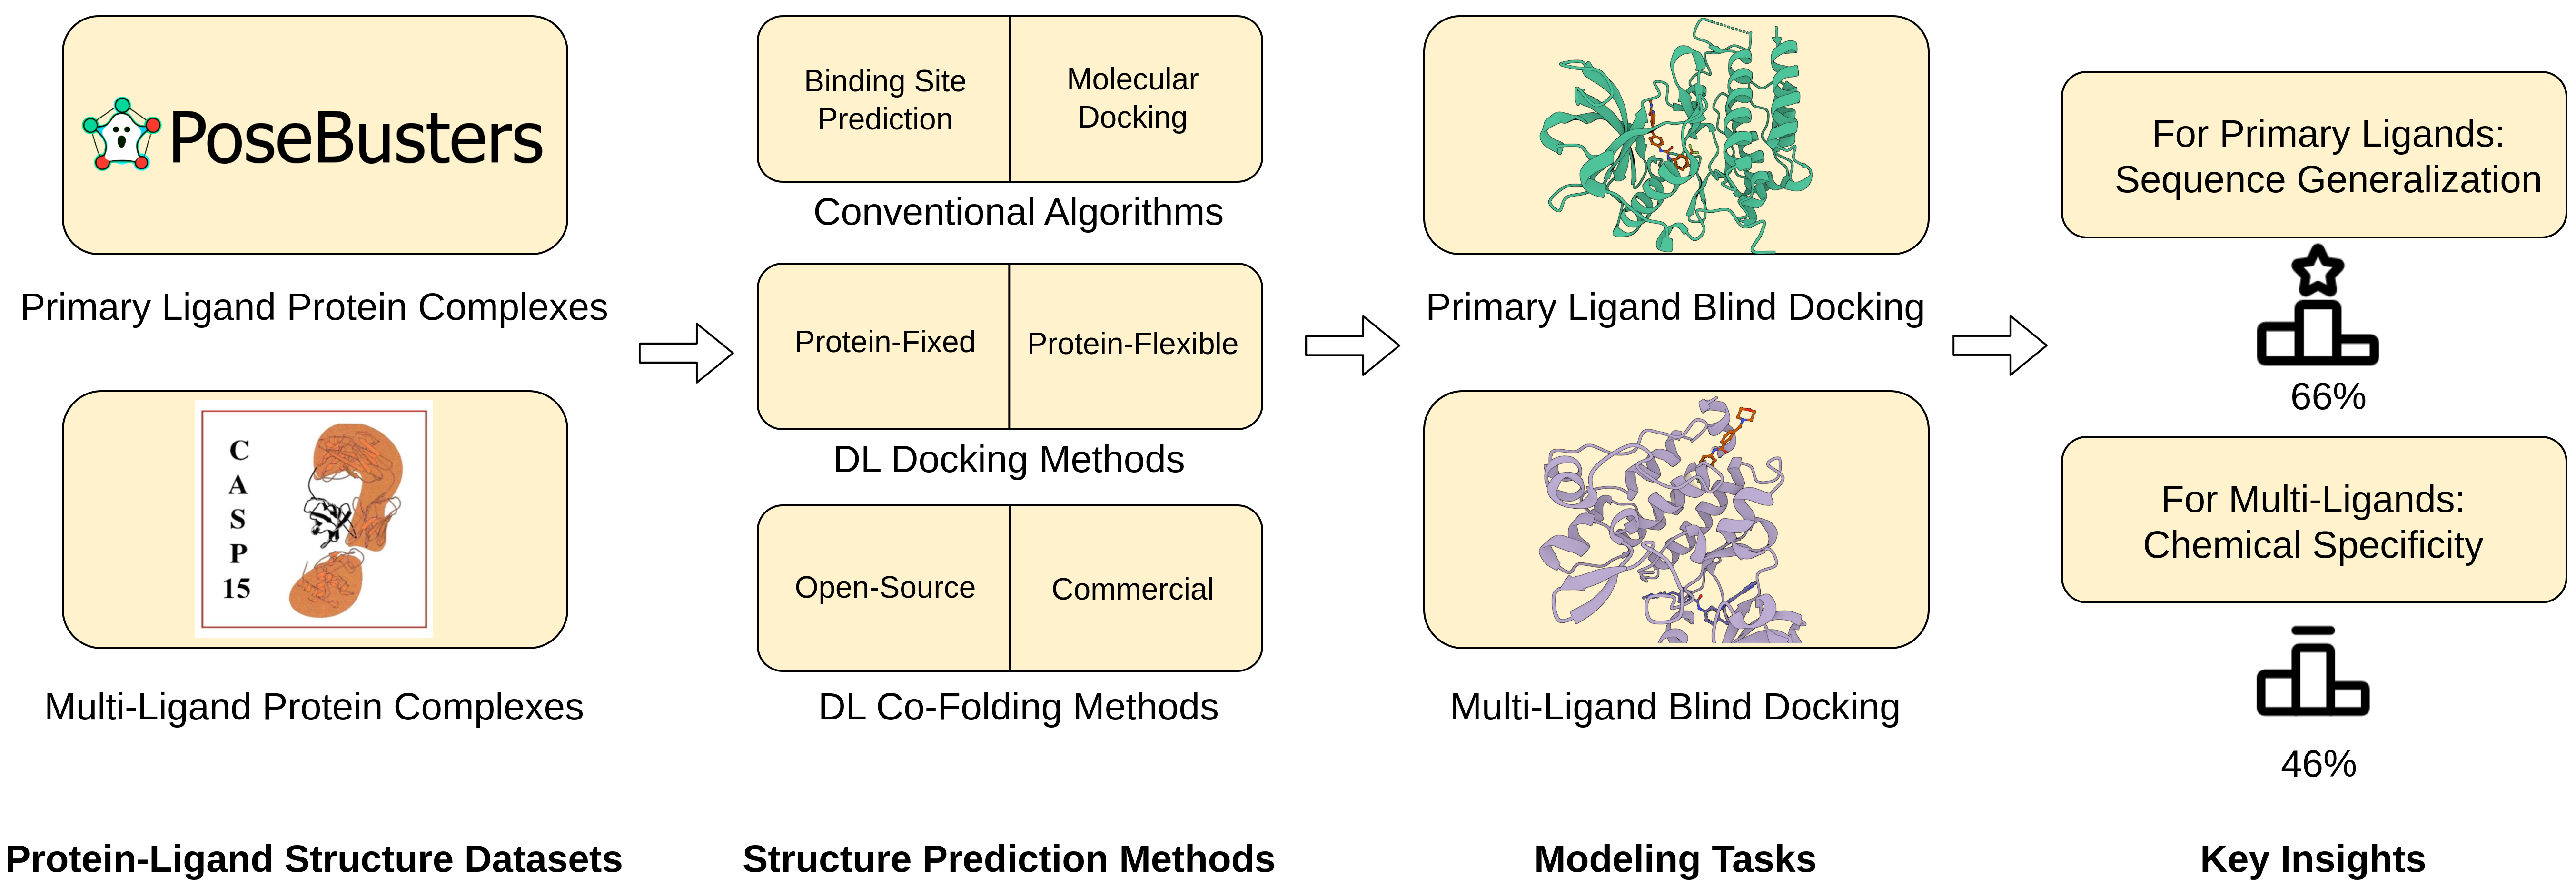 PoseBusters
Primary Ligand Protein Complexes
C
A
S
P
15
Multi-Ligand Protein Complexes
Protein-Ligand Structure Datasets
Binding Site
Prediction
Molecular
Docking
Conventional Algorithms
Protein-Fixed
Protein-Flexible
DL Docking Methods
Open-Source
Commercial
DL Co-Folding Methods
Structure Prediction Methods
Primary Ligand Blind Docking
Multi-Ligand Blind Docking
Modeling Tasks
For Primary Ligands:
Sequence Generalization
66%
For Multi-Ligands:
Chemical Specificity
46%
Key Insights